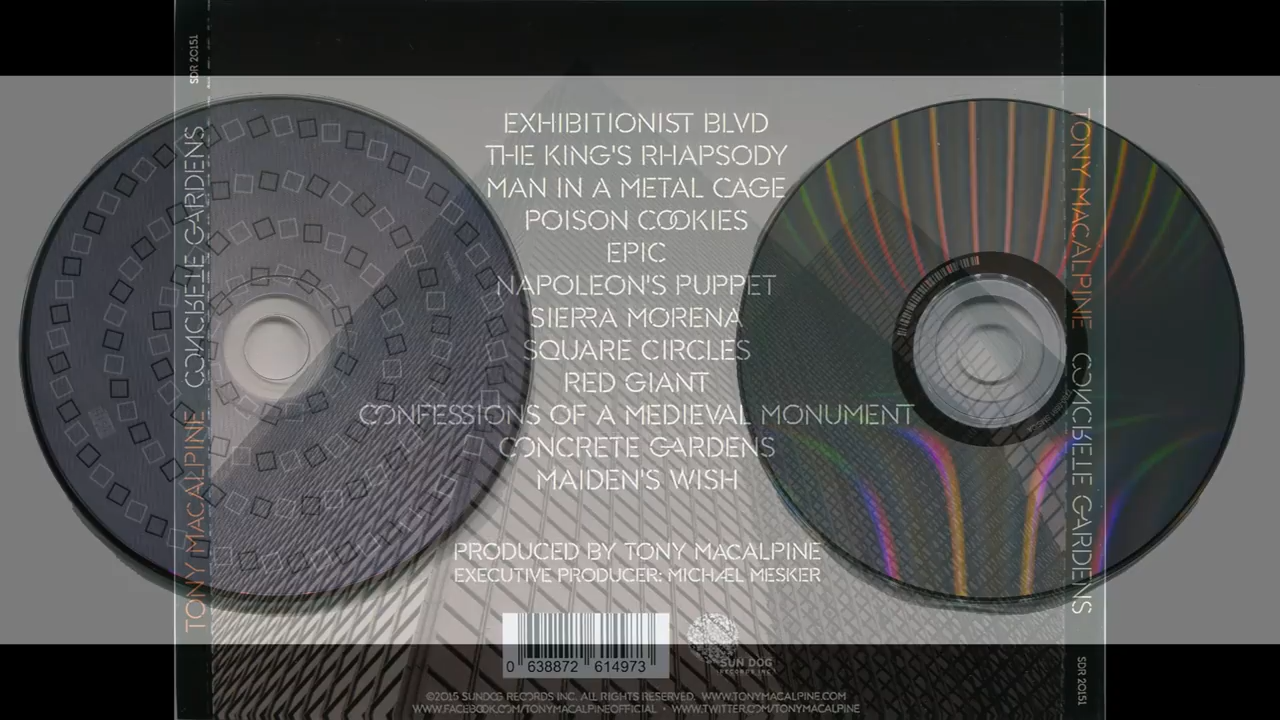 SDR 20151
TONY MACALPINE CONCRETE GARDENS
EXHIBITIONIST BLVD
THE KING'S RHAPSODY
MAN IN A METAL CAGE
POISON COOKIES
EPIC
NAPOLEON'S PUPPET
SIERRA MORENA
SQUARE CIRCLES
RED GIANT
CONFESSIONS OF A MEDIEVAL MONUMENT
CONCRETE GARDENS
MAIDEN'S WISH
PRODUCED BY TONY MACALPINE
EXECUTIVE PRODUCER: MICHAEL MESKER
0 638872 614973
SUN DOG
RECORDS INC.
©2015 SUNDOG RECORDS INC. ALL RIGHTS RESERVED. WWW.TONYMACALPINE.COM
WWW.FACEBOOK.COM/TONYMACALPINEOFFICIAL • WWW.TWITTER.COM/TONYMACALPINE
TONY MACALPINE CONCRETE GARDENS
SDR 20151